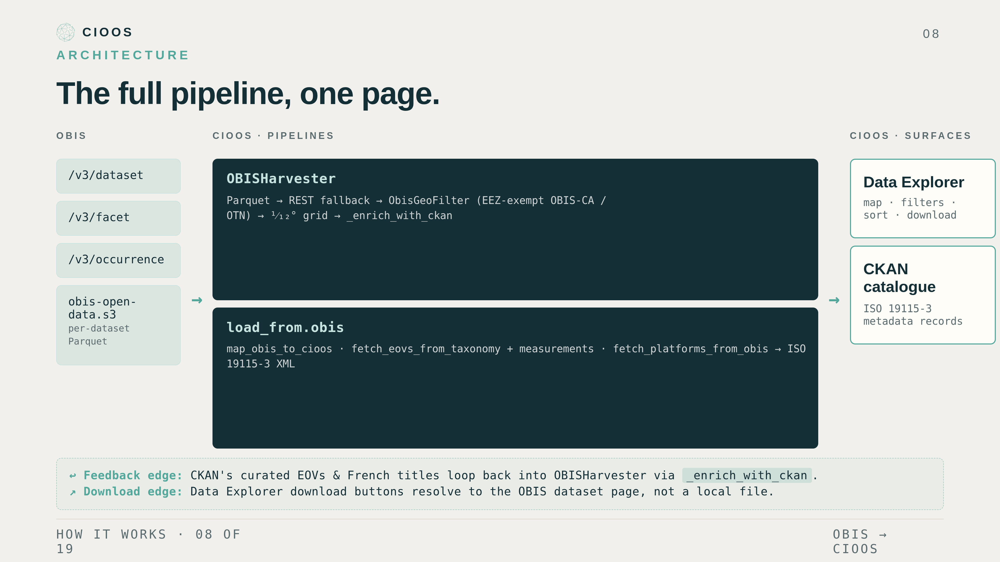 CIOOS
08
ARCHITECTURE
The full pipeline, one page.
OBIS
/v3/dataset
/v3/facet
/v3/occurrence
obis-open-
data.s3
per-dataset
Parquet
→
CIOOS · PIPELINES
OBISHarvester
Parquet → REST fallback → ObisGeoFilter (EEZ-exempt OBIS-CA /
OTN) → ¹⁄₁₂° grid → _enrich_with_ckan
load_from.obis
map_obis_to_cioos · fetch_eovs_from_taxonomy + measurements · fetch_platforms_from_obis → ISO
19115-3 XML
→
CIOOS · SURFACES
Data Explorer
map · filters ·
sort · download
CKAN
catalogue
ISO 19115-3
metadata records
↩ Feedback edge: CKAN's curated EOVs & French titles loop back into OBISHarvester via _enrich_with_ckan.
↗ Download edge: Data Explorer download buttons resolve to the OBIS dataset page, not a local file.
HOW IT WORKS · 08 OF
19
OBIS →
CIOOS